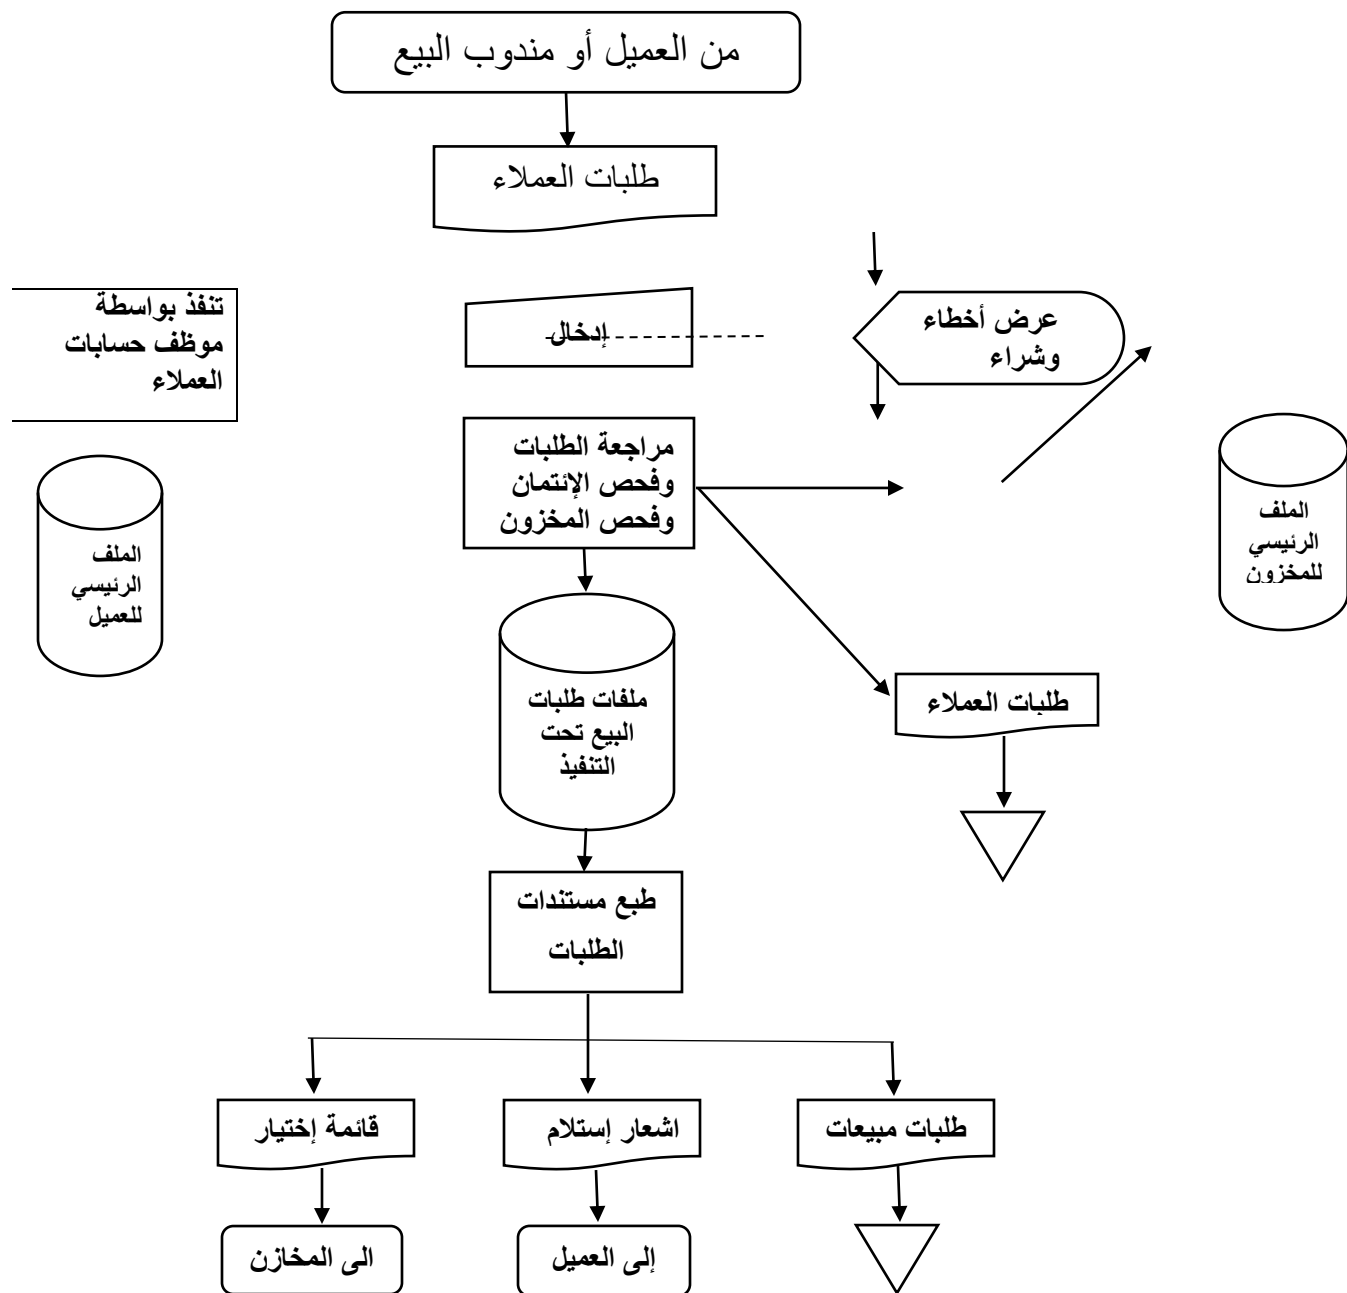 من العميل أو مندوب البيع
طلبات العملاء
عرض أخطاء
وشراء
إدخال
تنفذ بواسطة
موظف حسابات
العملاء
مراجعة الطلبات
وفحص الإئتمان
وفحص المخزون
الملف
الرئيسي
للمخزون
الملف
الرئيسي
للعميل
ملفات طلبات
البيع تحت
التنفيذ
طلبات العملاء
طبع مستندات
الطلبات
طلبات مبيعات
اشعار إستلام
قائمة إختيار
إلى العميل
الى المخازن